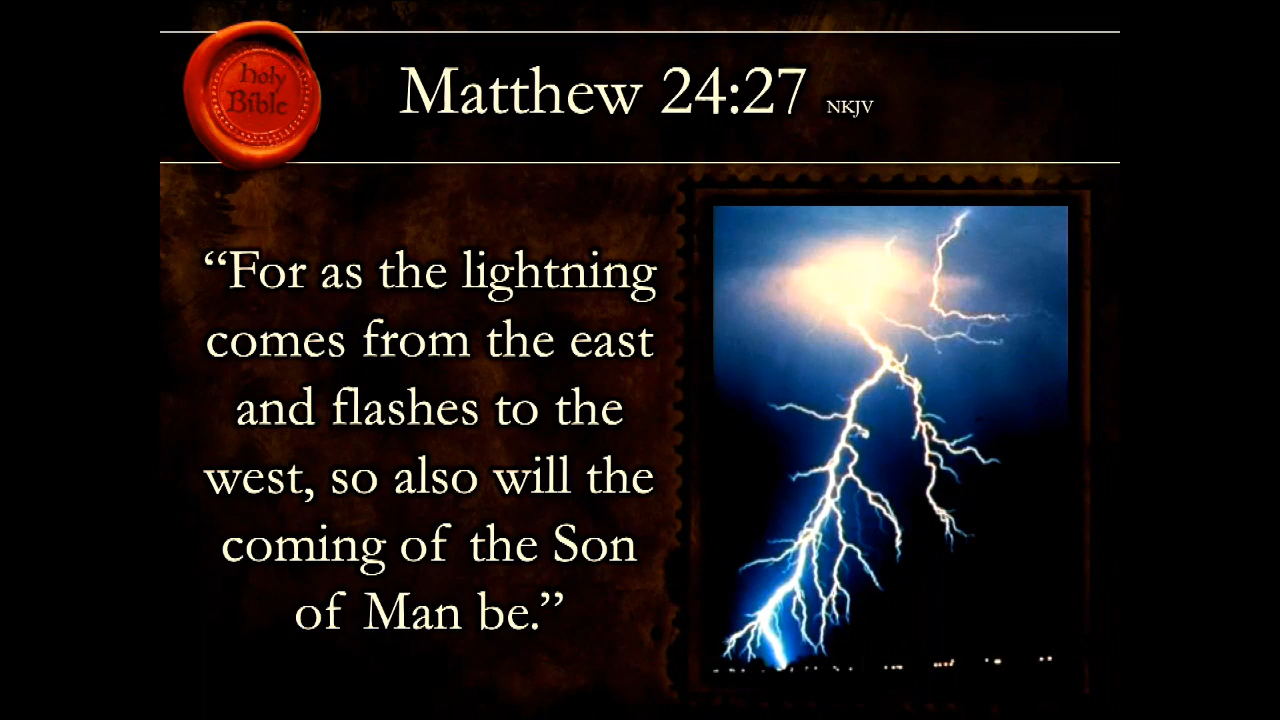 holy
Bible
Matthew 24:27 NKJV
“For as the lightning
comes from the east
and flashes to the
west, so also will the
coming of the Son
of Man be.”